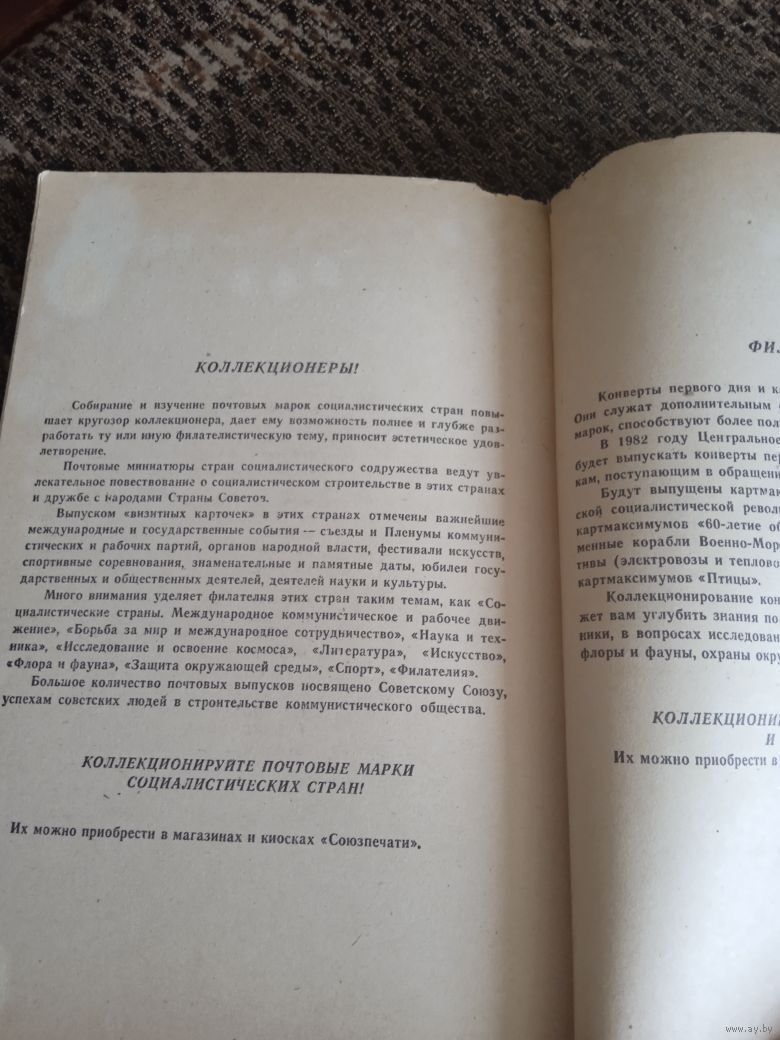 КОЛЛЕКЦИОНЕРЫ!
Собирание и изучение почтовых марок социалистических стран повы-
шает кругозор коллекционера, дает ему возможность полнее и глубже раз-
работать ту или иную филателистическую тему, приносит эстетическое удов-
летворение.
Почтовые миниатюры стран социалистического содружества ведут ув-
лекательное повествование о социалистическом строительстве в этих странах
и дружбе с народами Страны Советов.
Выпуском «визитных карточек» в этих странах отмечены важнейшие
международные и государственные события — съезды и Пленумы коммуни-
стических и рабочих партий, органов народной власти, фестивали искусств,
спортивные соревнования, знаменательные и памятные даты, юбилеи госу-
дарственных и общественных деятелей, деятелей науки и культуры.
Много внимания уделяет филателия этих стран таким темам, как «Со-
циалистические страны. Международное коммунистическое и рабочее дви-
жение», «Борьба за мир и международное сотрудничество», «Наука и тех-
ника», «Исследование и освоение космоса», «Литература», «Искусство»,
«Флора и фауна», «Защита окружающей среды», «Спорт», «Филателия».
Большое количество почтовых выпусков посвящено Советскому Союзу,
успехам советских людей в строительстве коммунистического общества.
КОЛЛЕКЦИОНИРУЙТЕ ПОЧТОВЫЕ МАРКИ
СОЦИАЛИСТИЧЕСКИХ СТРАН!
Их можно приобрести в магазинах и киосках «Союзпечати».
ФИЛ
Конверты первого дня и к
Они служат дополнительным
марок, способствуют более пол
В 1982 году Центральное
будет выпускать конверты пер
кам, поступающим в обращени
Будут выпущены картмак
ской социалистической револ
картмаксимумов «60-летие об
менные корабли Военно-Мор
тивы (электровозы и теплово
картмаксимумов «Птицы».
Коллекционирование кон
жет вам углубить знания по
ники, в вопросах исследован
флоры и фауны, охраны окру
КОЛЛЕКЦИОНИ
И
Их можно приобрести в
www.ay.by